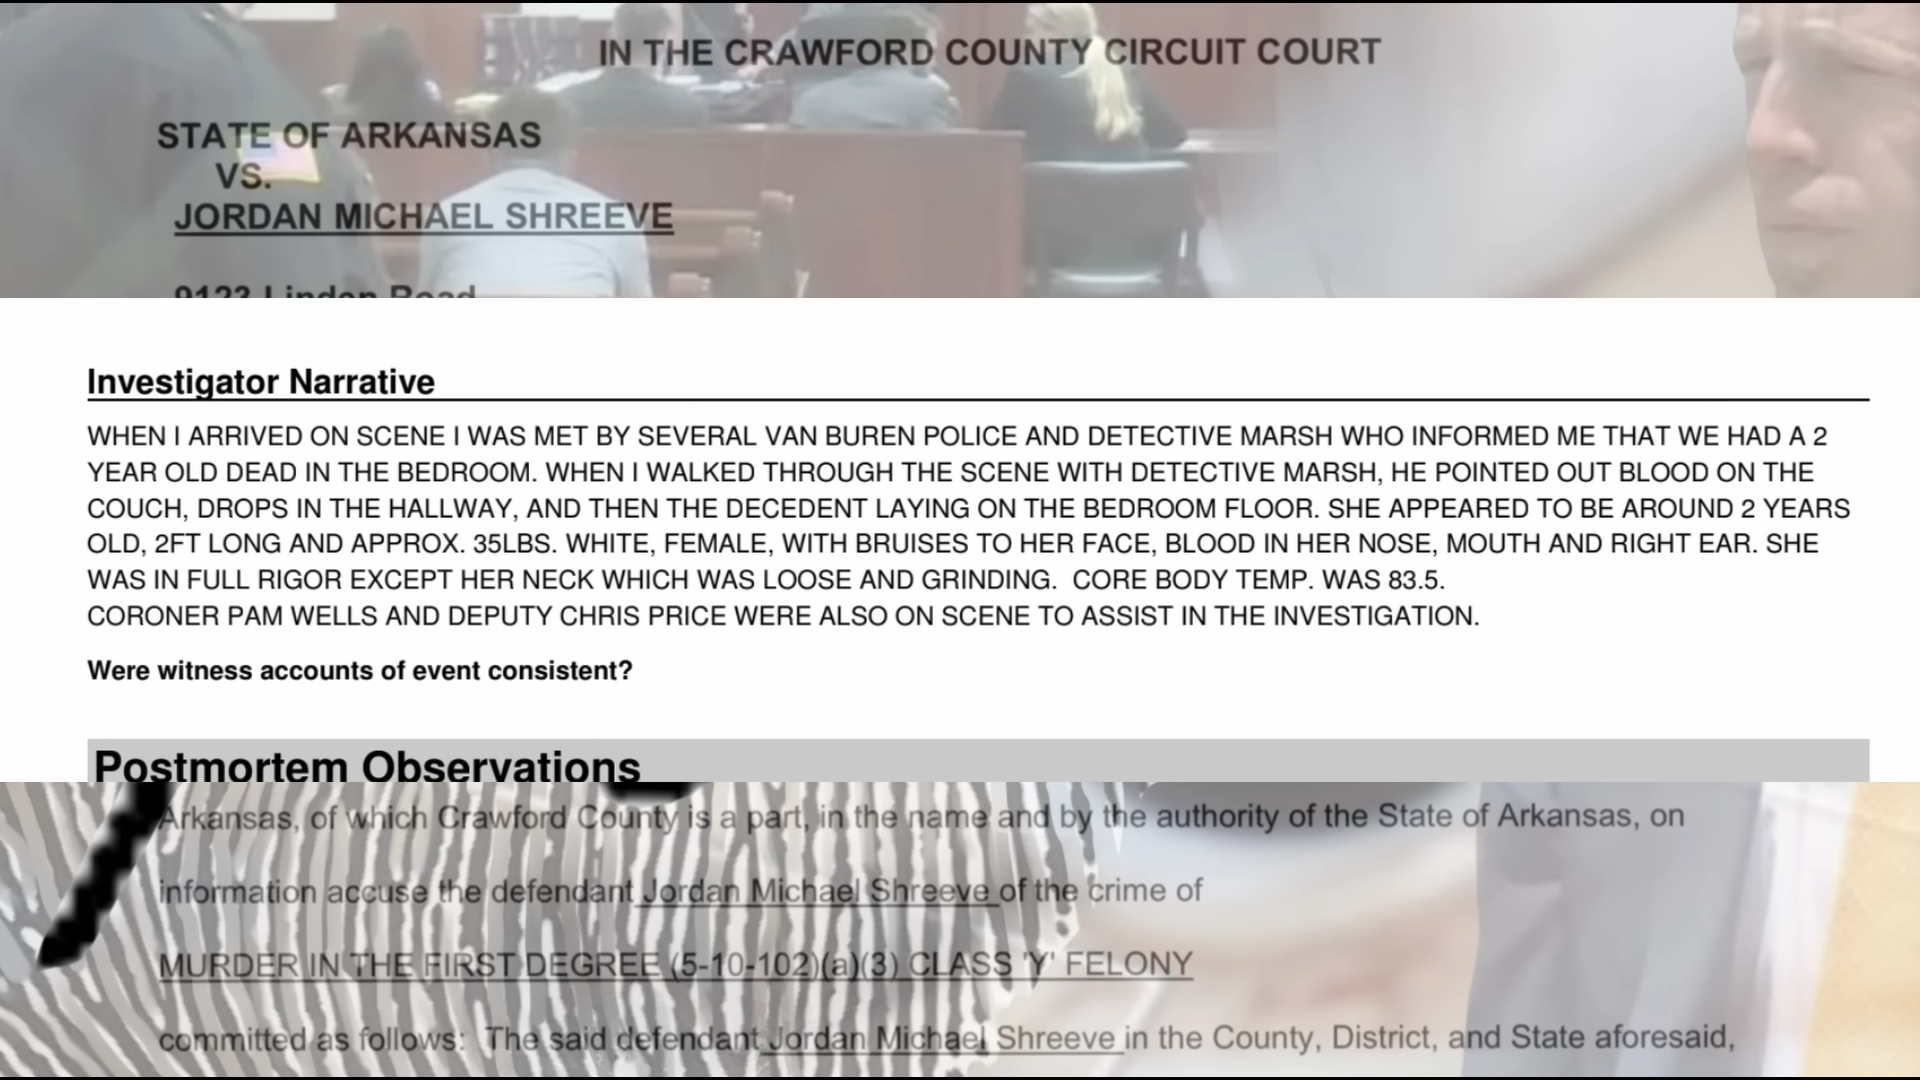 IN THE CRAWFORD COUNTY CIRCUIT COURT
STATE OF ARKANSAS
VS.
JORDAN MICHAEL SHREEVE
9123 Linden Road
Investigator Narrative
WHEN I ARRIVED ON SCENE I WAS MET BY SEVERAL VAN BUREN POLICE AND DETECTIVE MARSH WHO INFORMED ME THAT WE HAD A 2
YEAR OLD DEAD IN THE BEDROOM. WHEN I WALKED THROUGH THE SCENE WITH DETECTIVE MARSH, HE POINTED OUT BLOOD ON THE
COUCH, DROPS IN THE HALLWAY, AND THEN THE DECEDENT LAYING ON THE BEDROOM FLOOR. SHE APPEARED TO BE AROUND 2 YEARS
OLD, 2FT LONG AND APPROX. 35LBS. WHITE, FEMALE, WITH BRUISES TO HER FACE, BLOOD IN HER NOSE, MOUTH AND RIGHT EAR. SHE
WAS IN FULL RIGOR EXCEPT HER NECK WHICH WAS LOOSE AND GRINDING. CORE BODY TEMP. WAS 83.5.
CORONER PAM WELLS AND DEPUTY CHRIS PRICE WERE ALSO ON SCENE TO ASSIST IN THE INVESTIGATION.
Were witness accounts of event consistent?
Postmortem Observations
Arkansas, of which Crawford County is a part, in the name and by the authority of the State of Arkansas, on
information accuse the defendant Jordan Michael Shreeve of the crime of
MURDER IN THE FIRST DEGREE (5-10-102)(a)(3) CLASS 'Y' FELONY
committed as follows: The said defendant Jordan Michael Shreeve in the County, District, and State aforesaid,